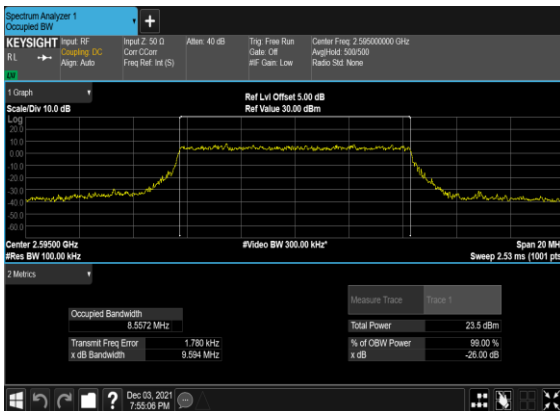 Spectrum Analyzer 1
Occupied BW
KEYSIGHT Input: RF Input Z: 50 Ω Atten: 40 dB Trig: Free Run Center Freq: 2.595000000 GHz
RL Coupling: DC Corr CCorr Gate: Off Avg|Hold: 500/500
Align: Auto Freq Ref: Int (S) #IF Gain: Low Radio Std: None
LV
1 Graph
Ref Lvl Offset 5.00 dB
Scale/Div 10.0 dB Ref Value 30.00 dBm
Log
20.0
10.0
0.00
-10.0
-20.0
-30.0
-40.0
-50.0
-60.0
Center 2.59500 GHz #Video BW 300.00 kHz* Span 20 MH
#Res BW 100.00 kHz Sweep 2.53 ms (1001 pts
2 Metrics
Measure Trace Trace 1
Occupied Bandwidth
8.5572 MHz Total Power 23.5 dBm
Transmit Freq Error 1.780 kHz % of OBW Power 99.00 %
x dB Bandwidth 9.594 MHz x dB -26.00 dB
Dec 03, 2021
7:55:06 PM